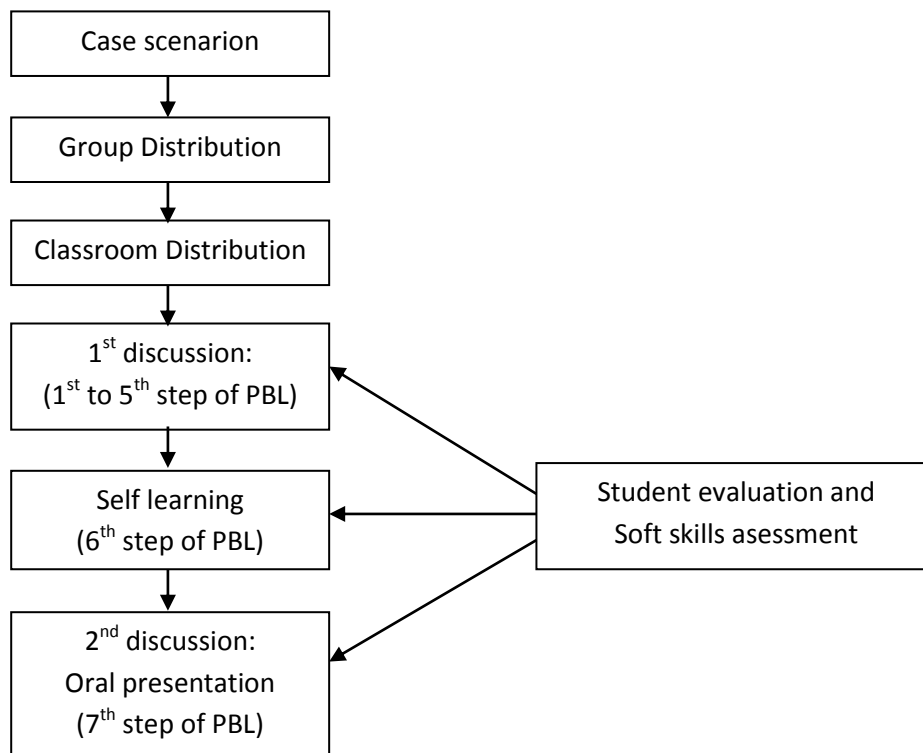 Case scenarion
Group Distribution
Classroom Distribution
1st discussion:
(1st to 5th step of PBL)
Self learning
(6th step of PBL)
Student evaluation and
Soft skills asessment
2nd discussion:
Oral presentation
(7th step of PBL)